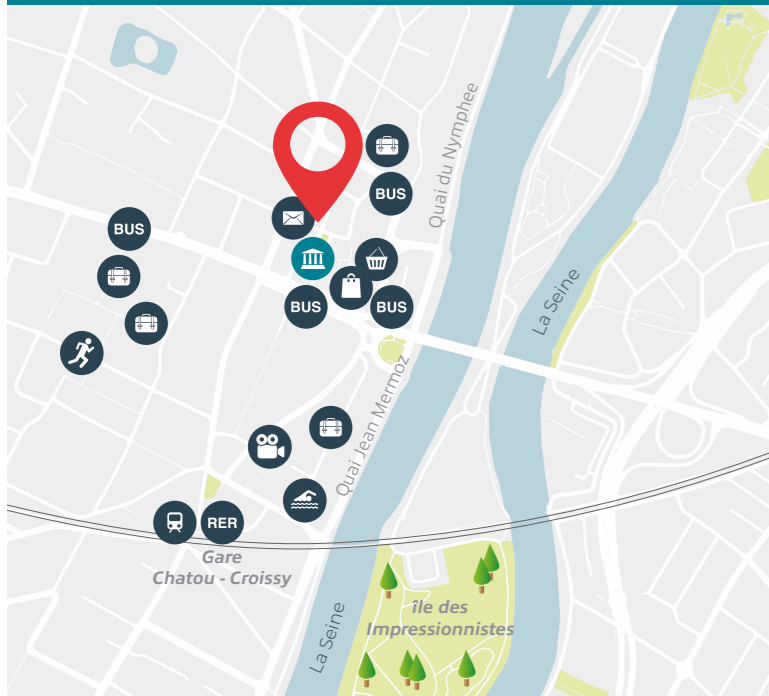 Quai du Nymphee
BUS
BUS
La Seine
BUS
BUS
Quai Jean Mermoz
RER
Gare
Chatou - Croissy
La Seine
île des
Impressionnistes